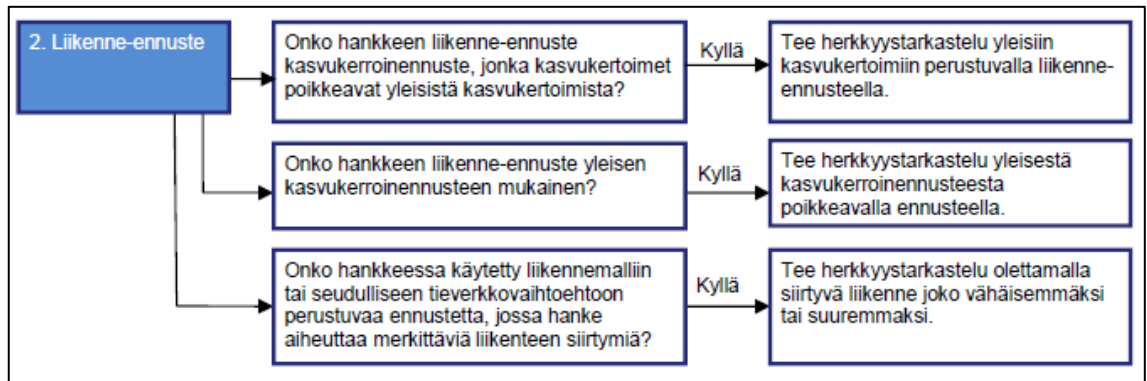 2. Liikenne-ennuste
Onko hankkeen liikenne-ennuste
kasvukerroinennuste, jonka kasvukertoimet
poikkeavat yleisistä kasvukertoimista?
Kyllä
Tee herkkyystarkastelu yleisiin
kasvukertoimiin perustuvalla liikenne-
ennusteella.
Onko hankkeen liikenne-ennuste yleisen
kasvukerroinennusteen mukainen?
Kyllä
Tee herkkyystarkastelu yleisestä
kasvukerroinennusteesta
poikkeavalla ennusteella.
Onko hankkeessa käytetty liikennemalliin
tai seudulliseen tieverkkovaihtoehtoon
perustuvaa ennustetta, jossa hanke
aiheuttaa merkittäviä liikenteen siirtymiä?
Kyllä
Tee herkkyystarkastelu olettamalla
siirtyvä liikenne joko vähäisemmäksi
tai suuremmaksi.